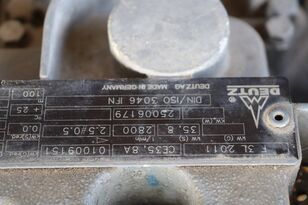 DEUTZ
3L 2011 CE35, 8A 01009151
35.8 2800 2.5/0.5 0.0
25006179 + 25
DIN/ISO 3046 IFN 100
DEUTZ AG MADE IN GERMANY